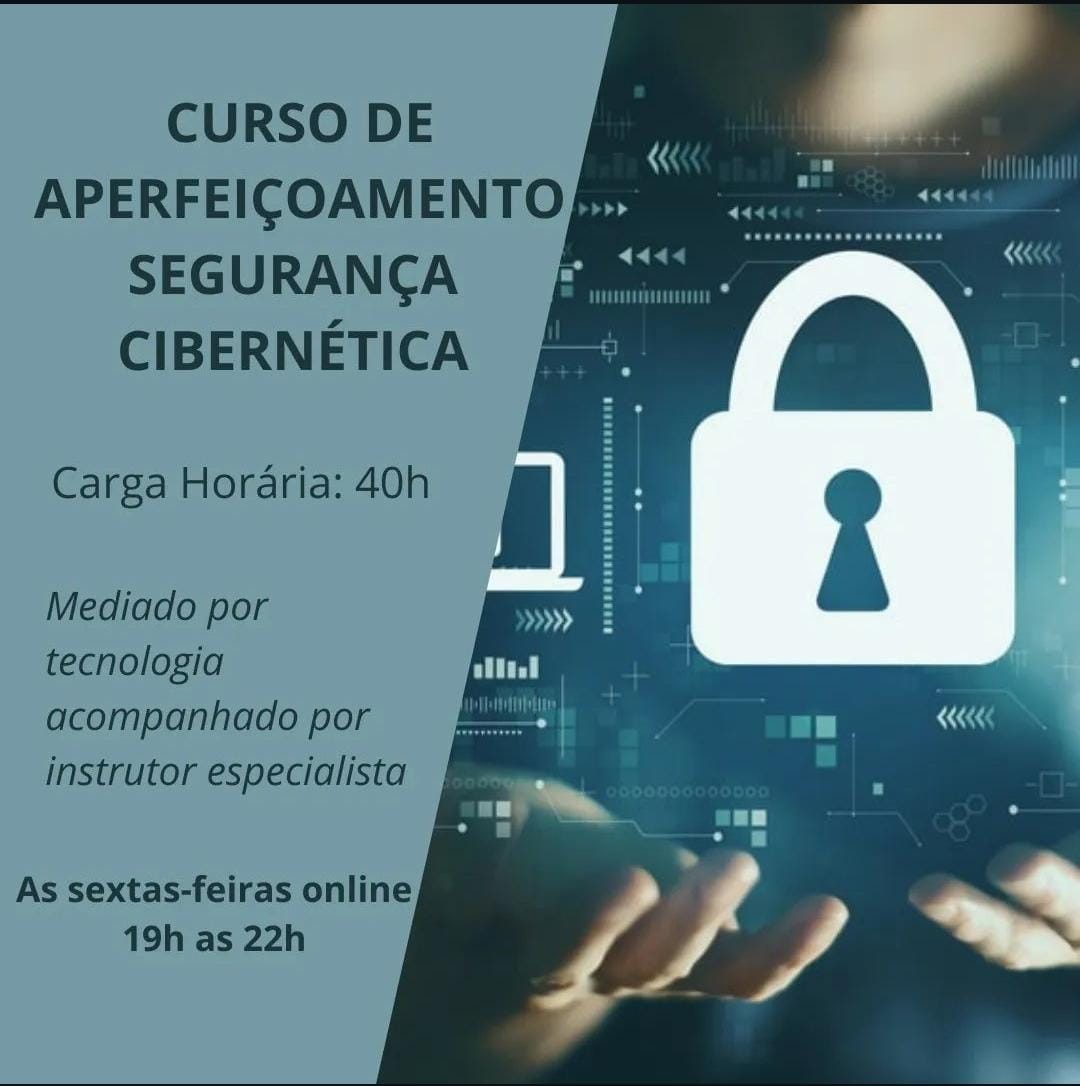 CURSO DE
APERFEIÇOAMENTO
SEGURANÇA
CIBERNÉTICA
Carga Horária: 40h
Mediado por
tecnologia
acompanhado por
instrutor especialista
As sextas-feiras online
19h as 22h